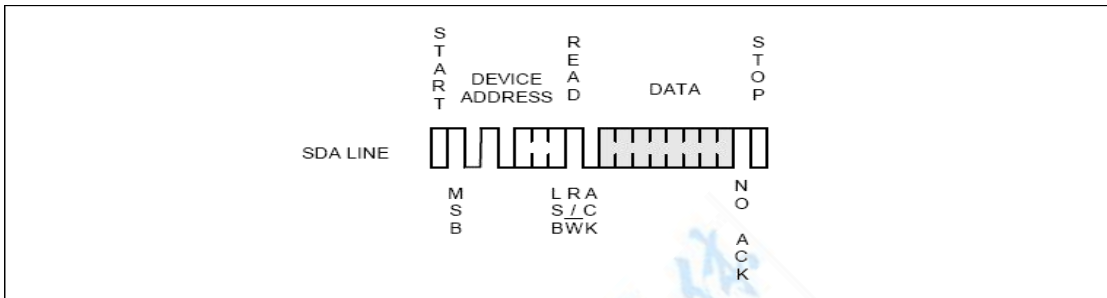 START
DEVICE
ADDRESS
READ
DATA
STOP
SDA LINE
MSB
LSB
R/W
ACK
NO ACK